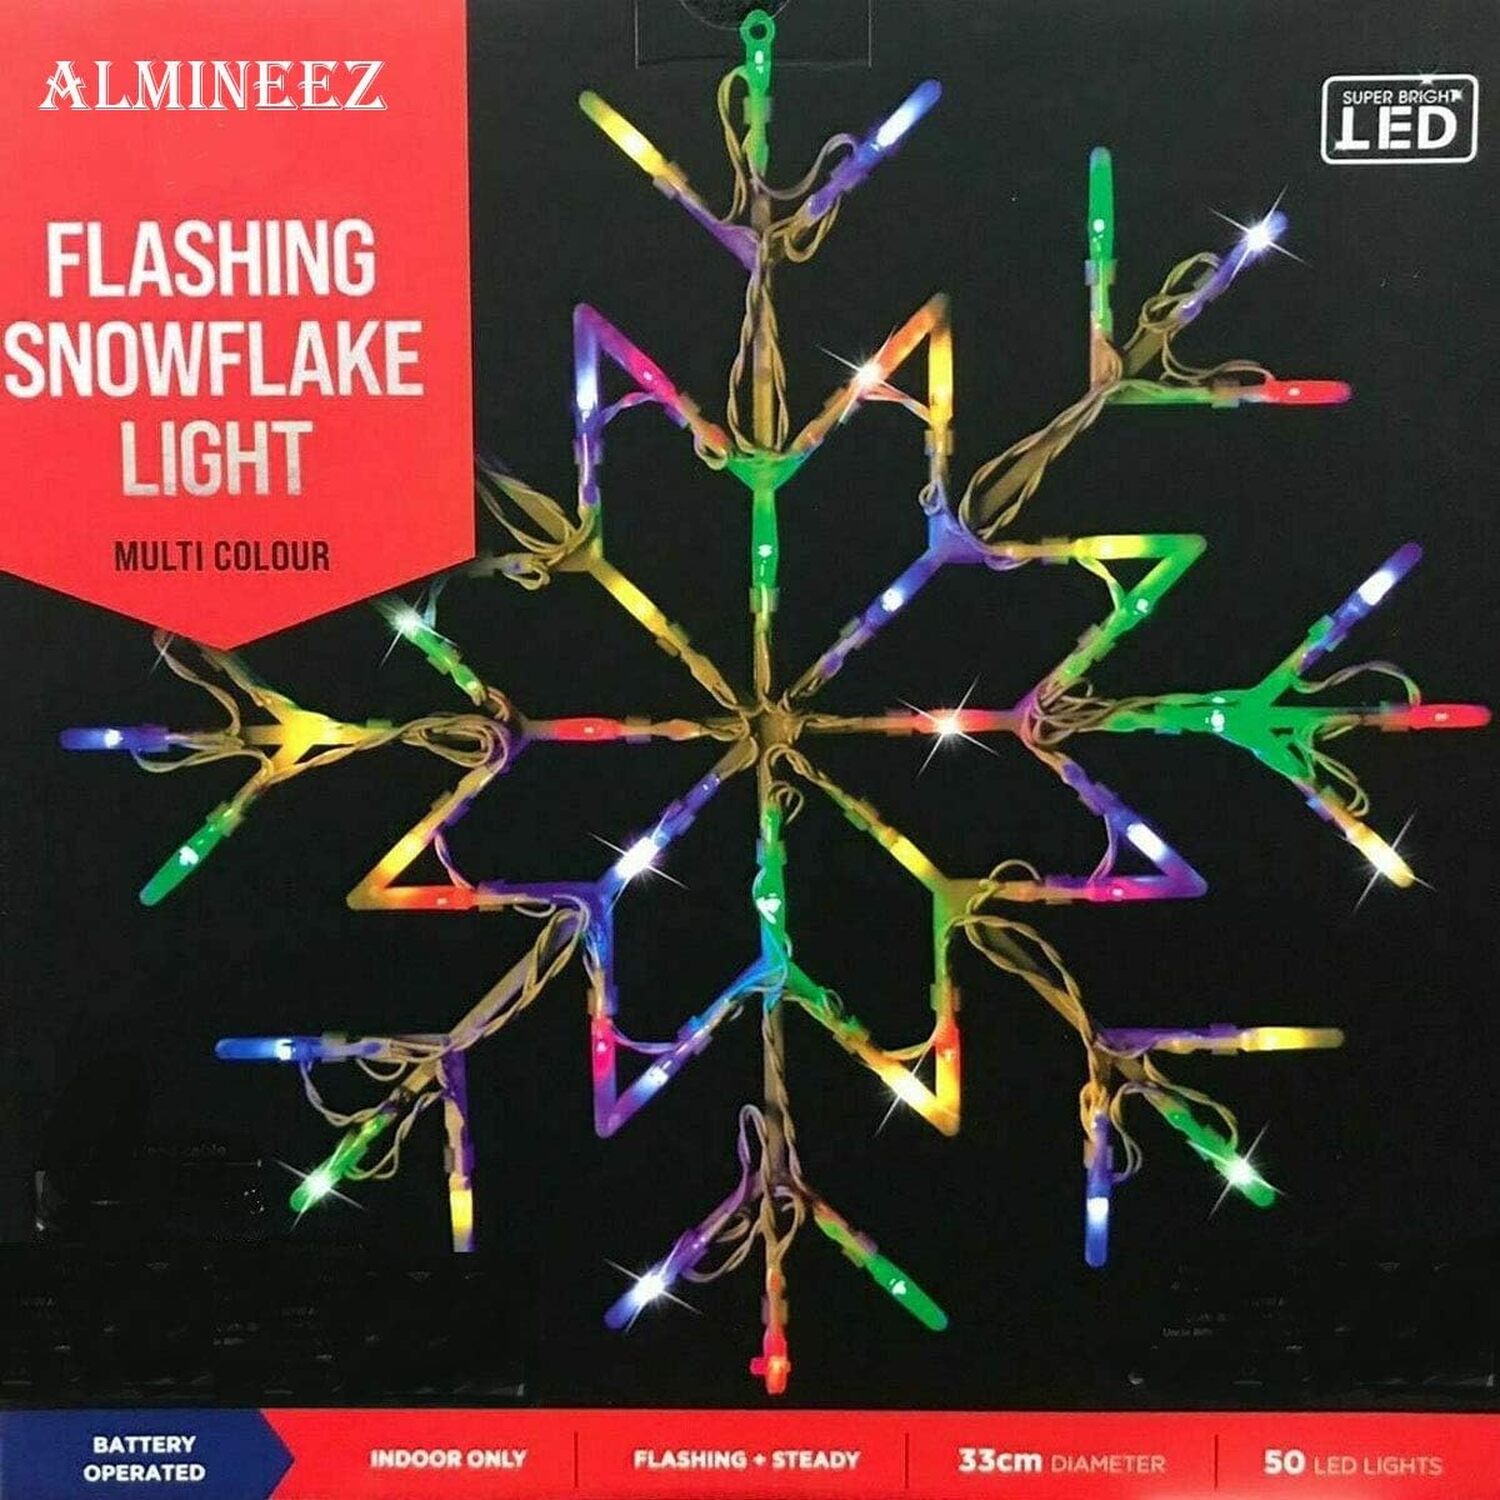 ALMINEEZ
FLASHING
SNOWFLAKE
LIGHT
MULTI COLOUR
SUPER BRIGHT
LED
BATTERY
OPERATED
INDOOR ONLY
FLASHING + STEADY
33cm DIAMETER
50 LED LIGHTS